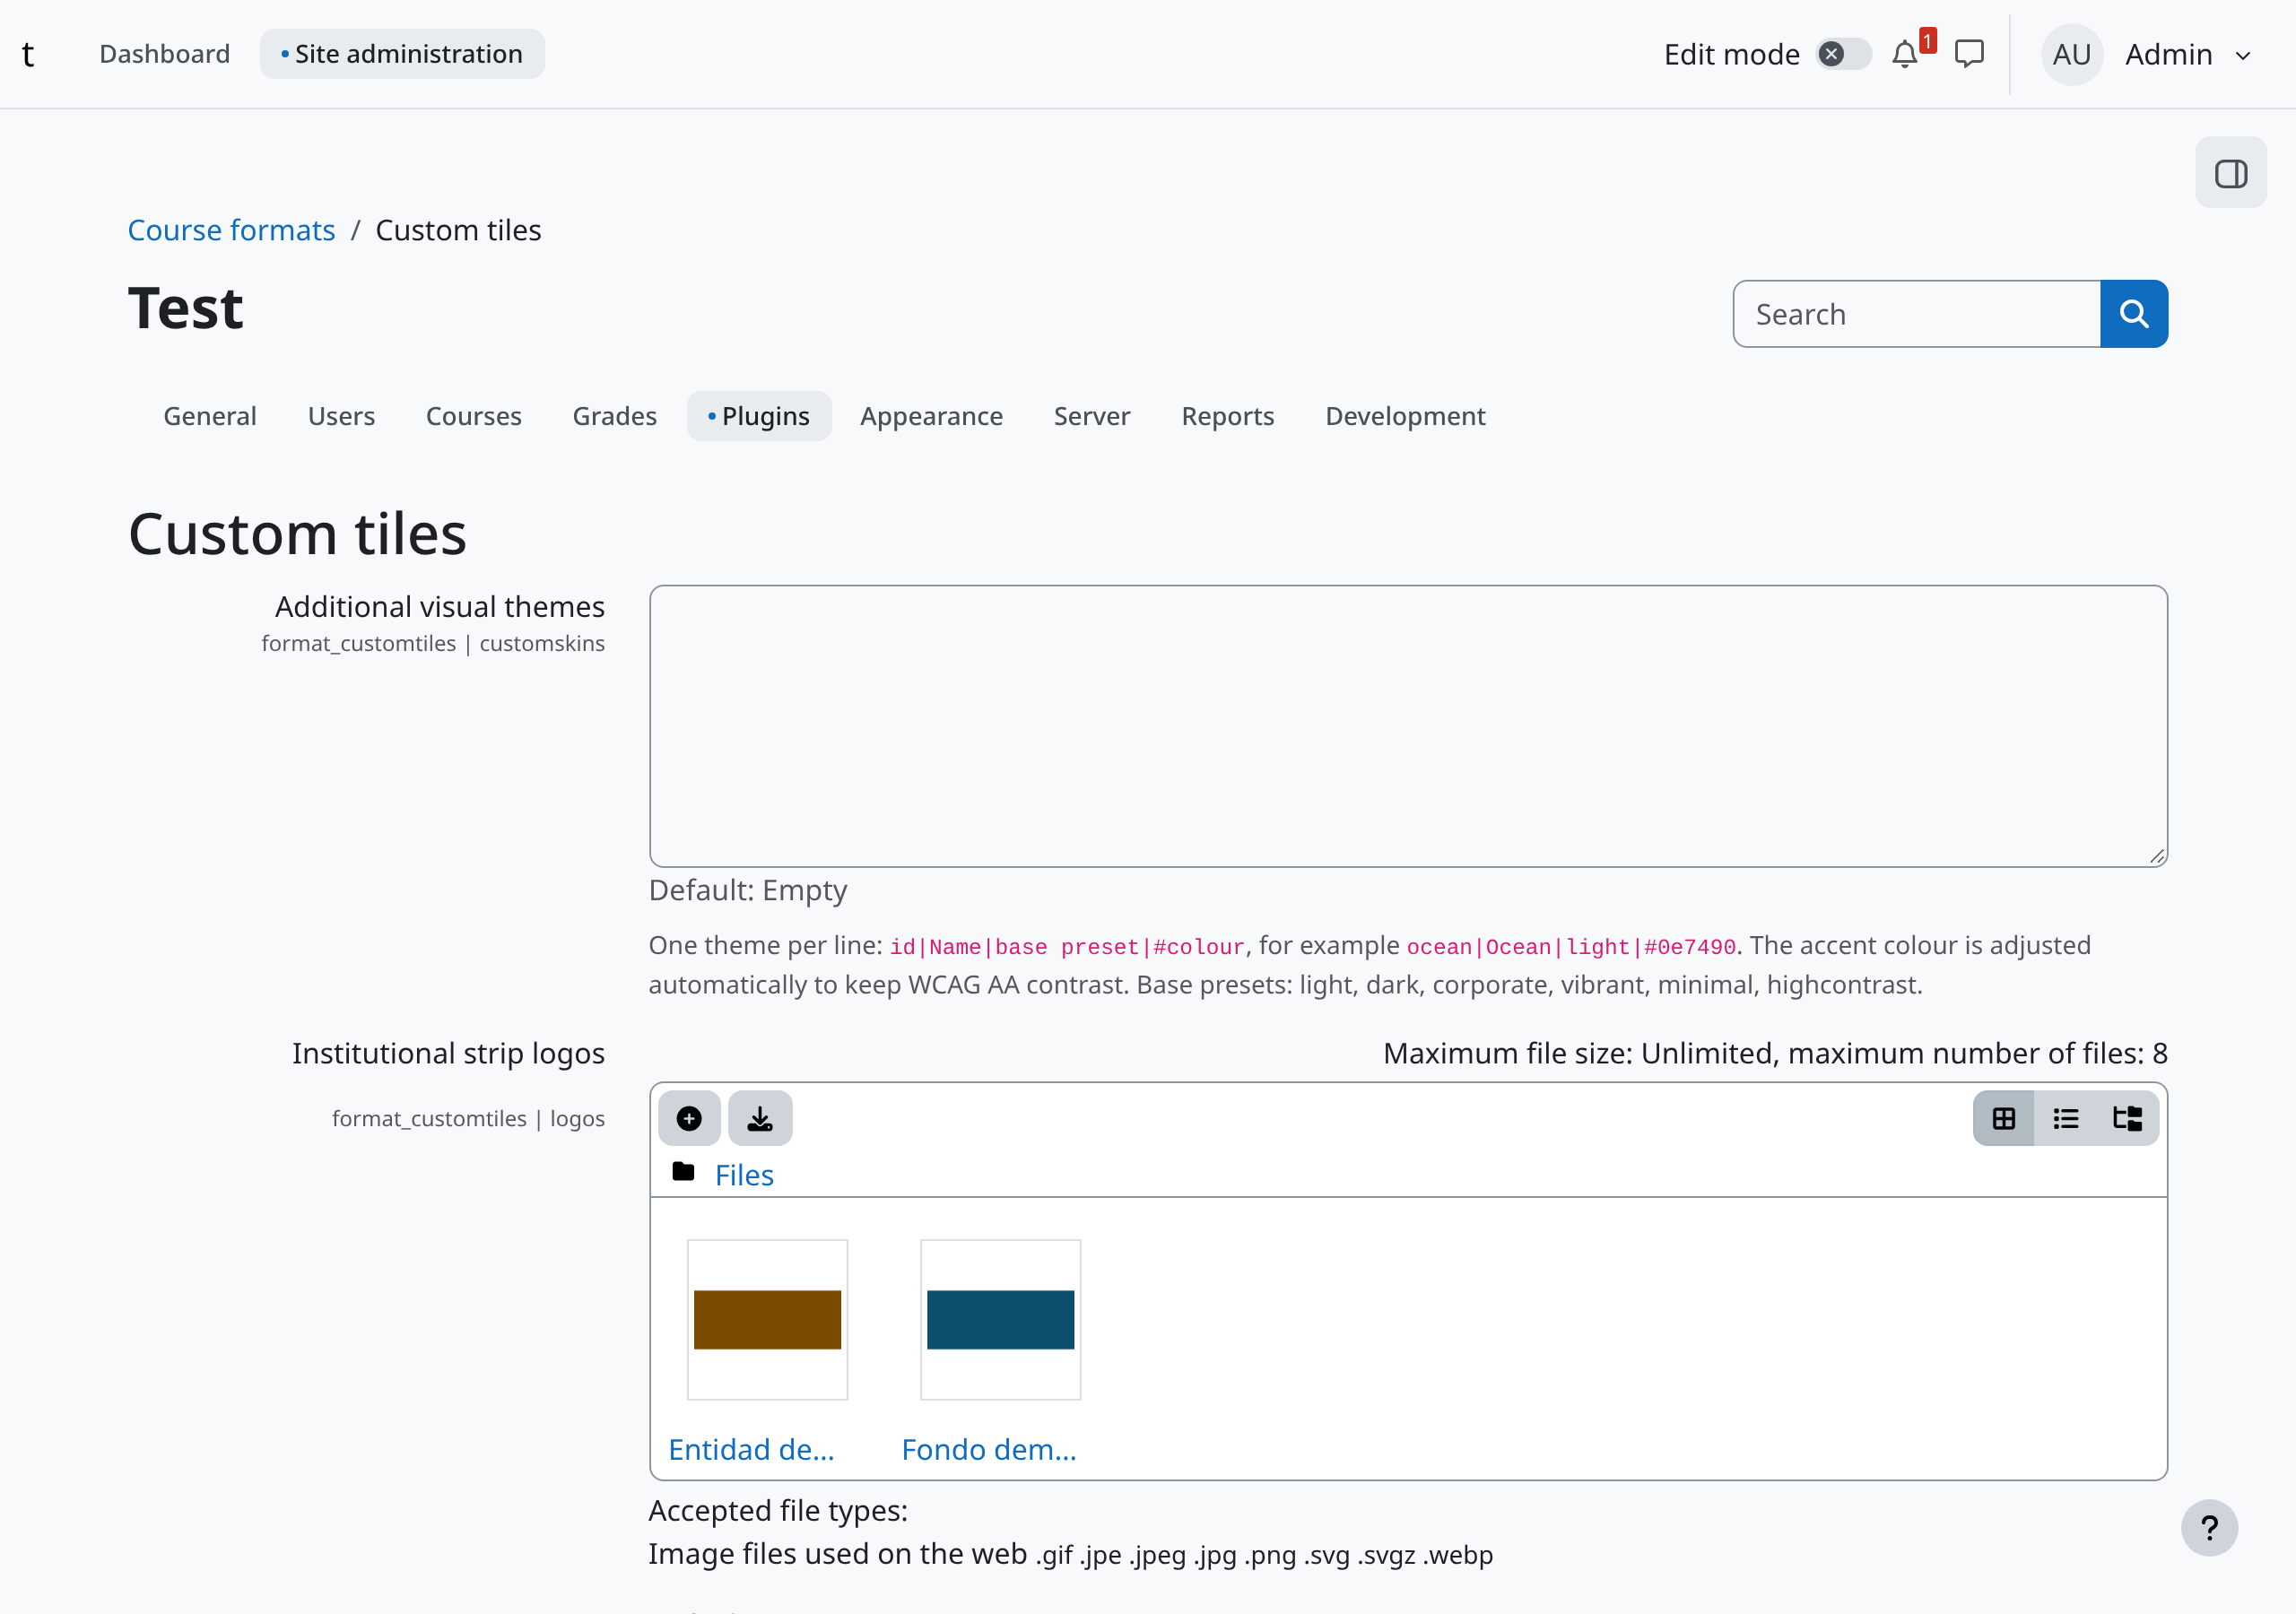 t Dashboard Site administration Edit mode 1 AU Admin
Course formats / Custom tiles
Test
Search
General Users Courses Grades Plugins Appearance Server Reports Development
Custom tiles
Additional visual themes
format_customtiles | customskins
Default: Empty
One theme per line: id|Name|base preset|#colour, for example ocean|Ocean|light|#0e7490. The accent colour is adjusted
automatically to keep WCAG AA contrast. Base presets: light, dark, corporate, vibrant, minimal, highcontrast.
Institutional strip logos
Maximum file size: Unlimited, maximum number of files: 8
format_customtiles | logos
Files
Entidad de... Fondo dem...
Accepted file types:
Image files used on the web .gif .jpe .jpeg .jpg .png .svg .svgz .webp
?